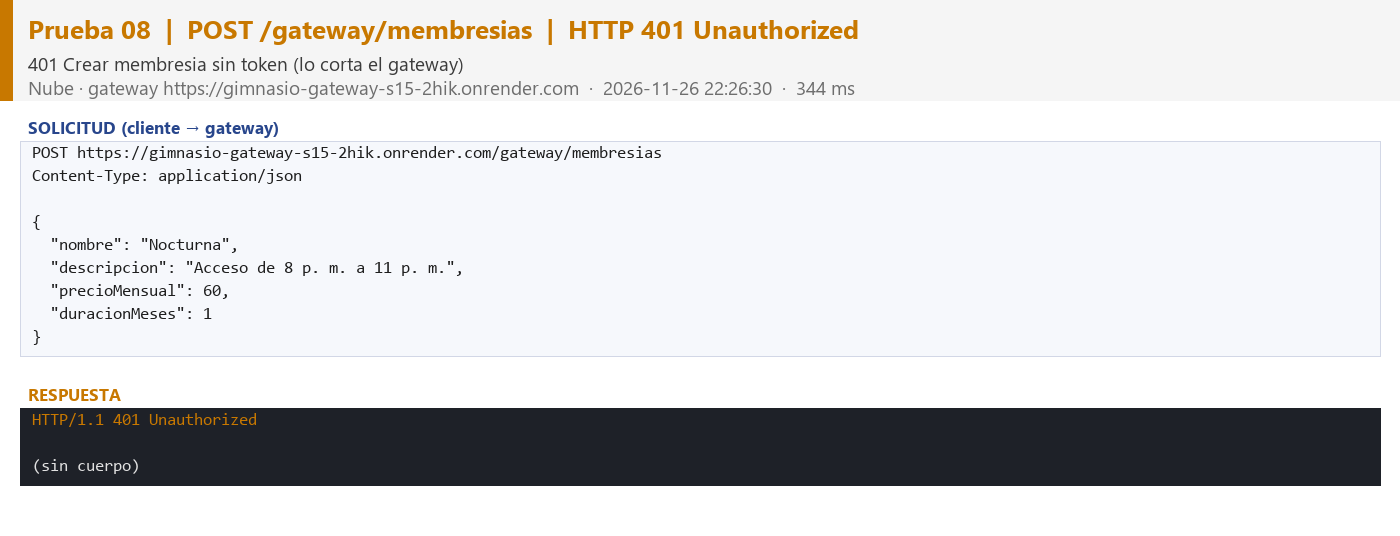 Prueba 08 | POST /gateway/membresias | HTTP 401 Unauthorized
401 Crear membresia sin token (lo corta el gateway)
Nube · gateway https://gimnasio-gateway-s15-2hik.onrender.com · 2026-11-26 22:26:30 · 344 ms
SOLICITUD (cliente → gateway)
POST https://gimnasio-gateway-s15-2hik.onrender.com/gateway/membresias
Content-Type: application/json
{
"nombre": "Nocturna",
"descripcion": "Acceso de 8 p. m. a 11 p. m.",
"precioMensual": 60,
"duracionMeses": 1
}
RESPUESTA
HTTP/1.1 401 Unauthorized
(sin cuerpo)